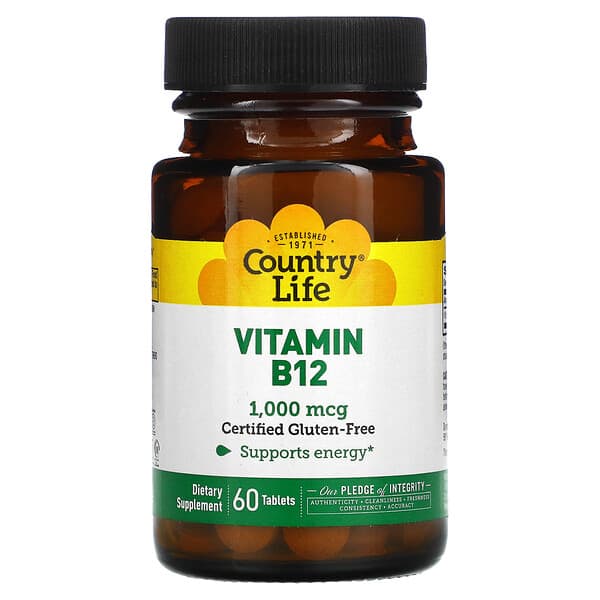 • ESTABLISHED •
1971
Country®
Life
VITAMIN
B12
1,000 mcg
Certified Gluten-Free
Supports energy*
Dietary
Supplement
60 Tablets
Our PLEDGE of INTEGRITY
AUTHENTICITY • CLEANLINESS • FRESHNESS
CONSISTENCY • ACCURACY